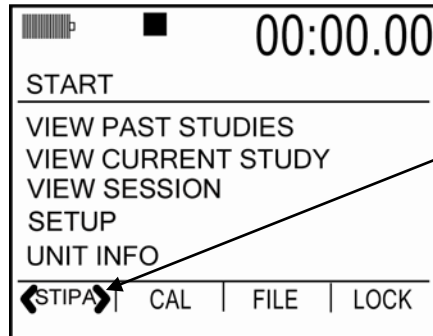 00:00.00
START
VIEW PAST STUDIES
VIEW CURRENT STUDY
VIEW SESSION
SETUP
UNIT INFO
STIPA CAL FILE LOCK